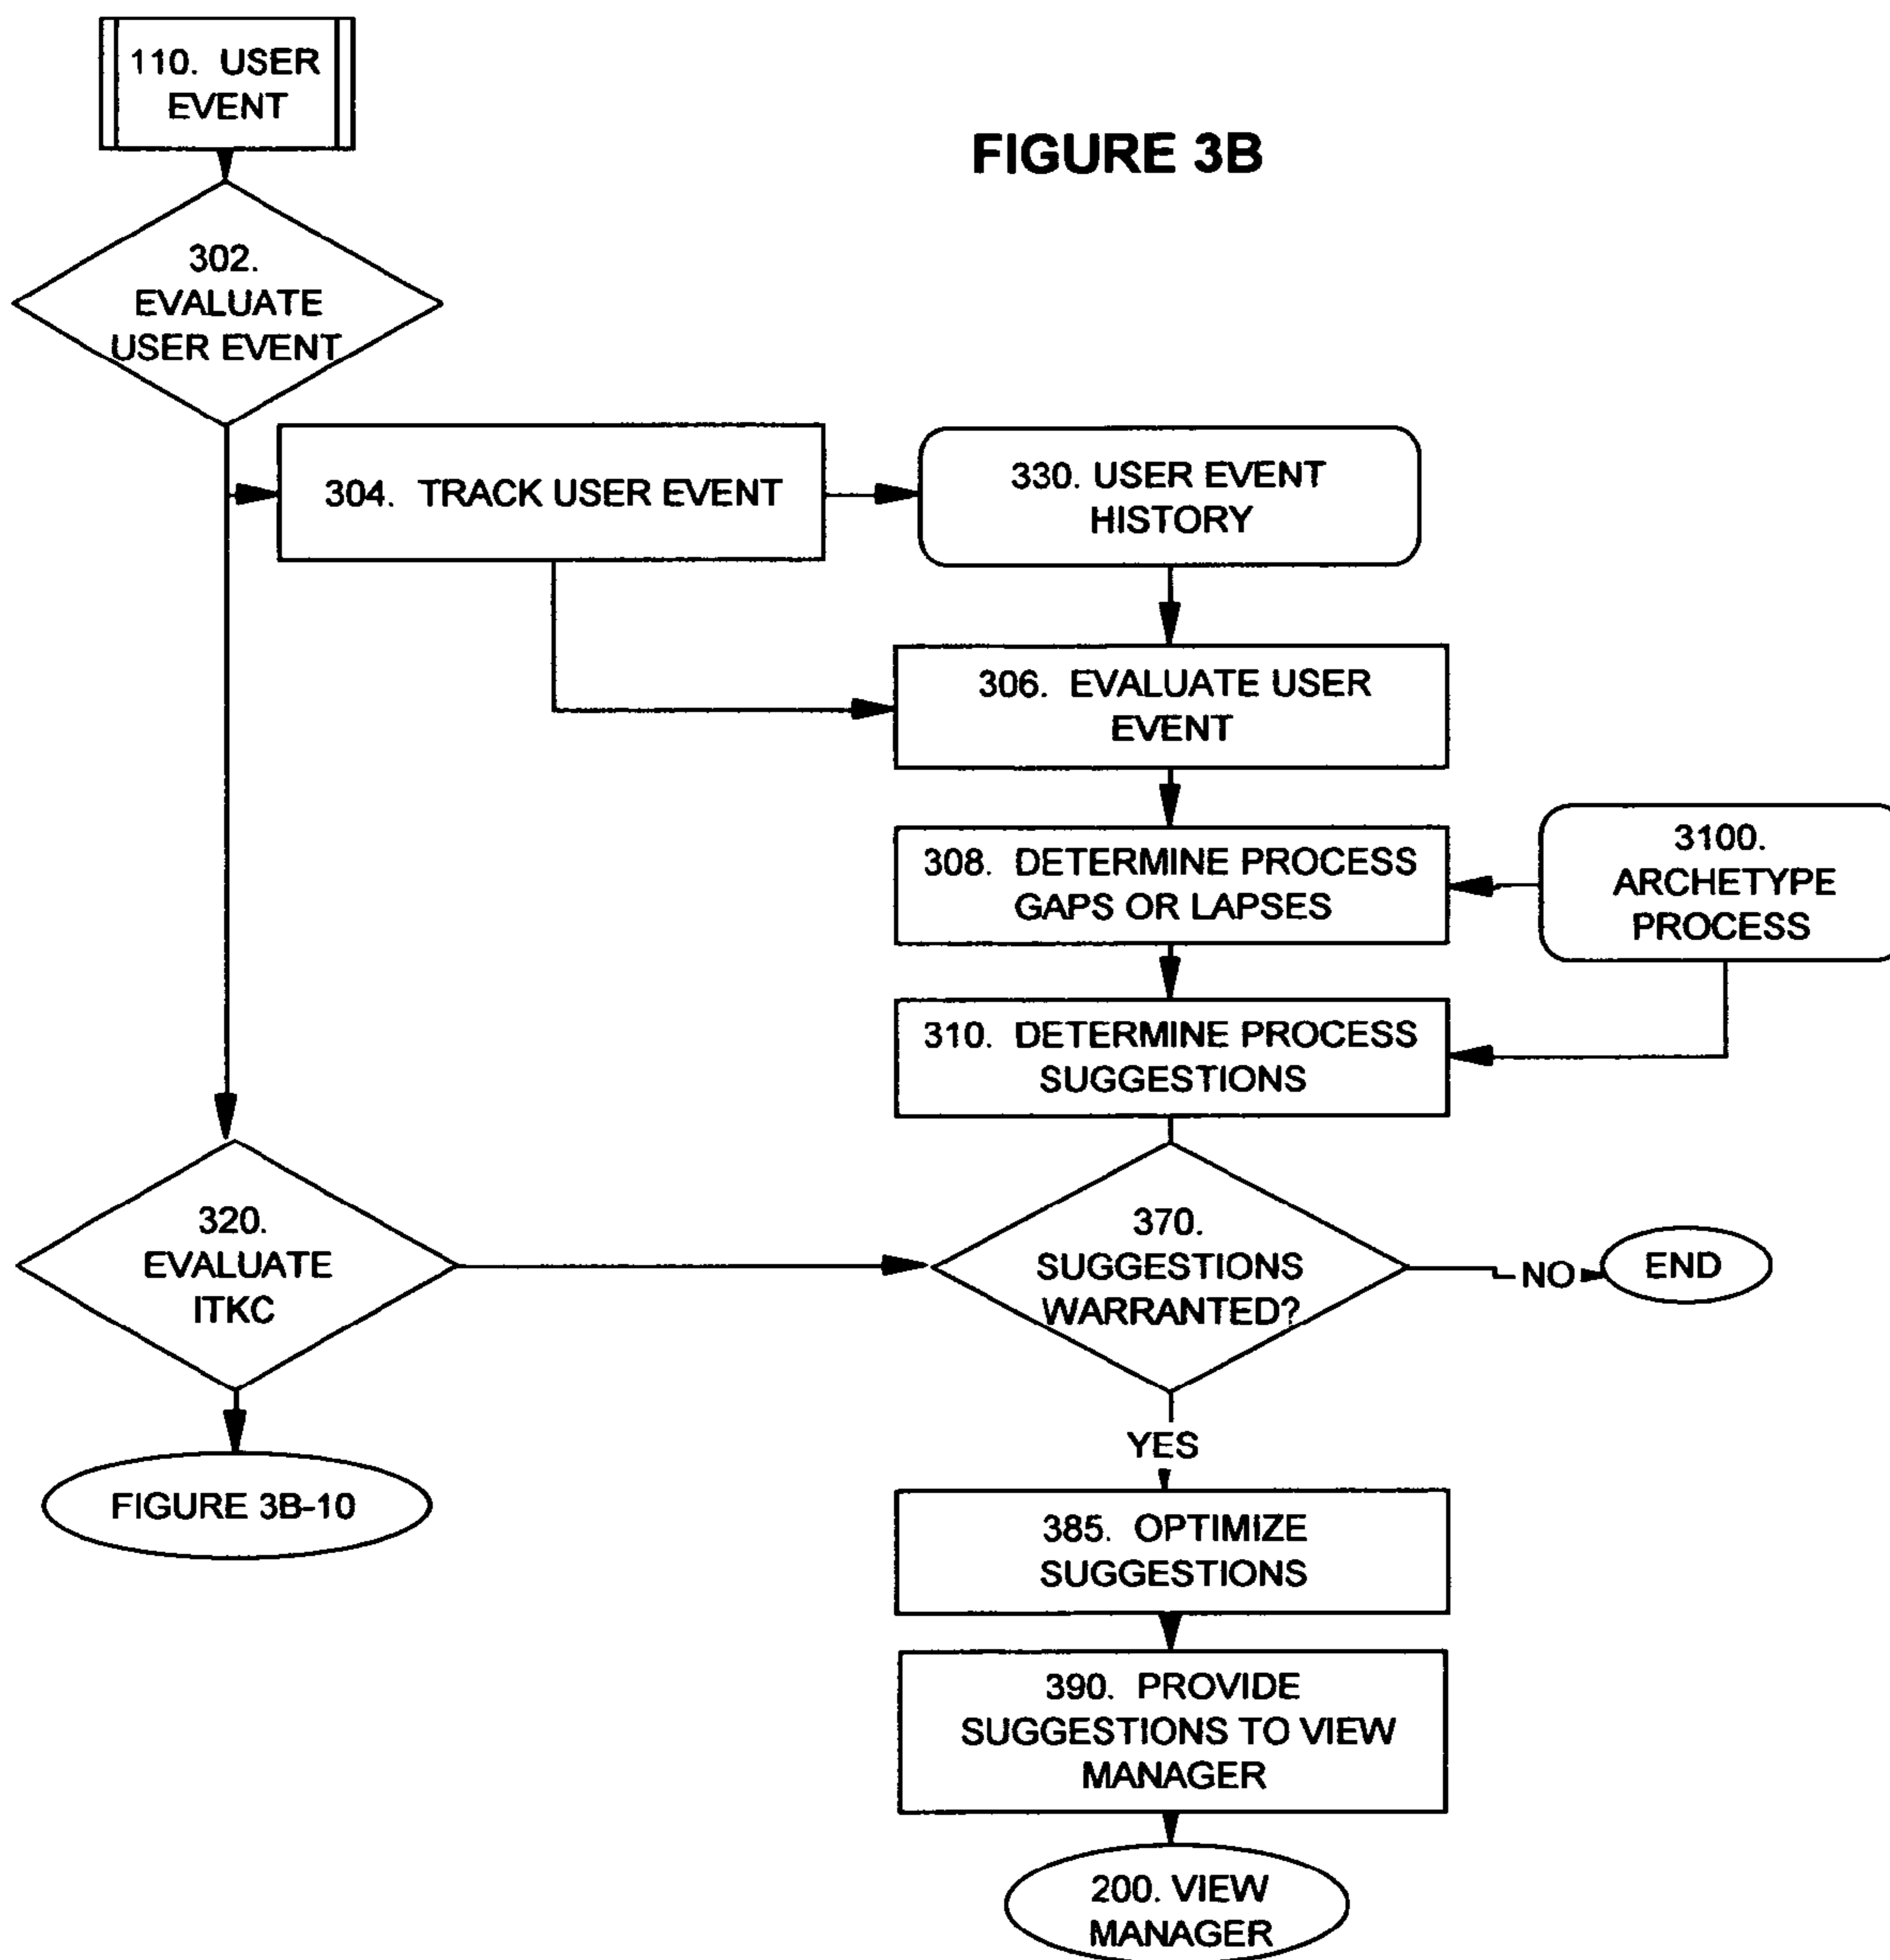 110. USER
EVENT
FIGURE 3B
302.
EVALUATE
USER EVENT
304. TRACK USER EVENT
330. USER EVENT
HISTORY
306. EVALUATE USER
EVENT
308. DETERMINE PROCESS
GAPS OR LAPSES
3100.
ARCHETYPE
PROCESS
310. DETERMINE PROCESS
SUGGESTIONS
320.
EVALUATE
ITKC
370.
SUGGESTIONS
WARRANTED?
NO
END
YES
FIGURE 3B-10
385. OPTIMIZE
SUGGESTIONS
390. PROVIDE
SUGGESTIONS TO VIEW
MANAGER
200. VIEW
MANAGER